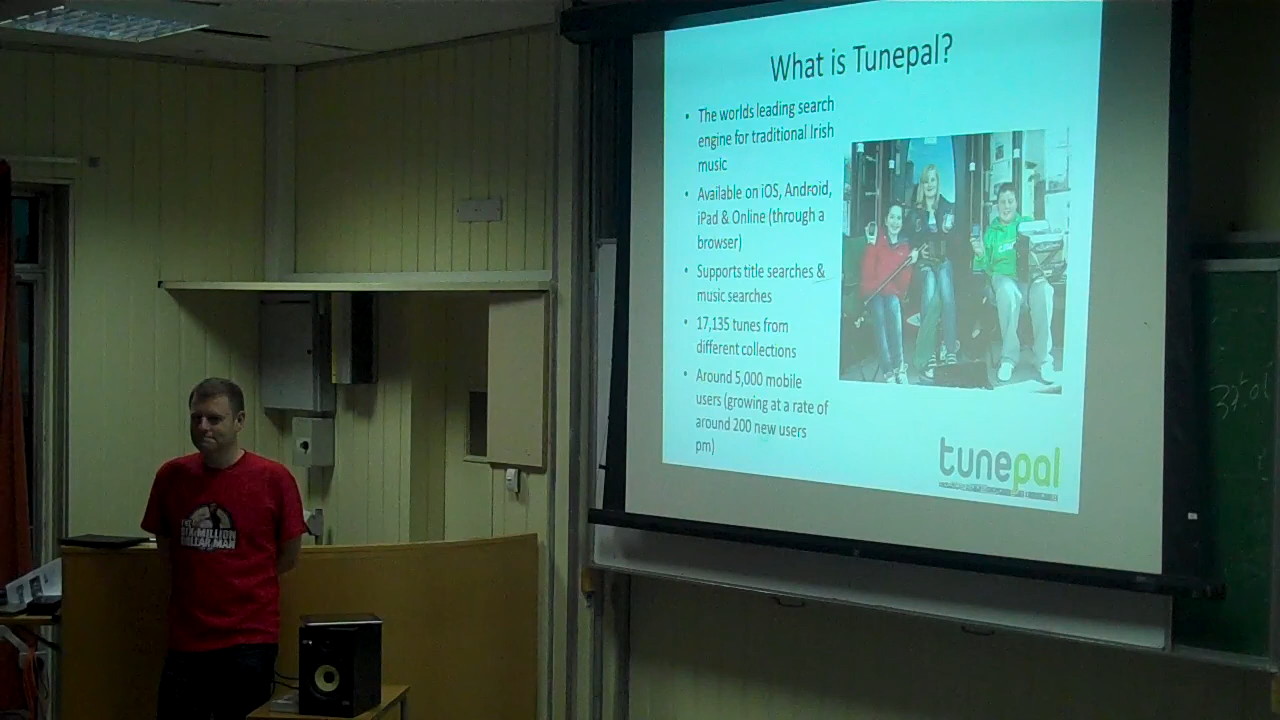 What is Tunepal?
• The worlds leading search
engine for traditional Irish
music
• Available on iOS, Android,
iPad & Online (through a
browser)
• Supports title searches &
music searches
• 17,135 tunes from
different collections
• Around 5,000 mobile
users (growing at a rate of
around 200 new users
pm)
tunepal
THE
SIX MILLION
DOLLAR MAN